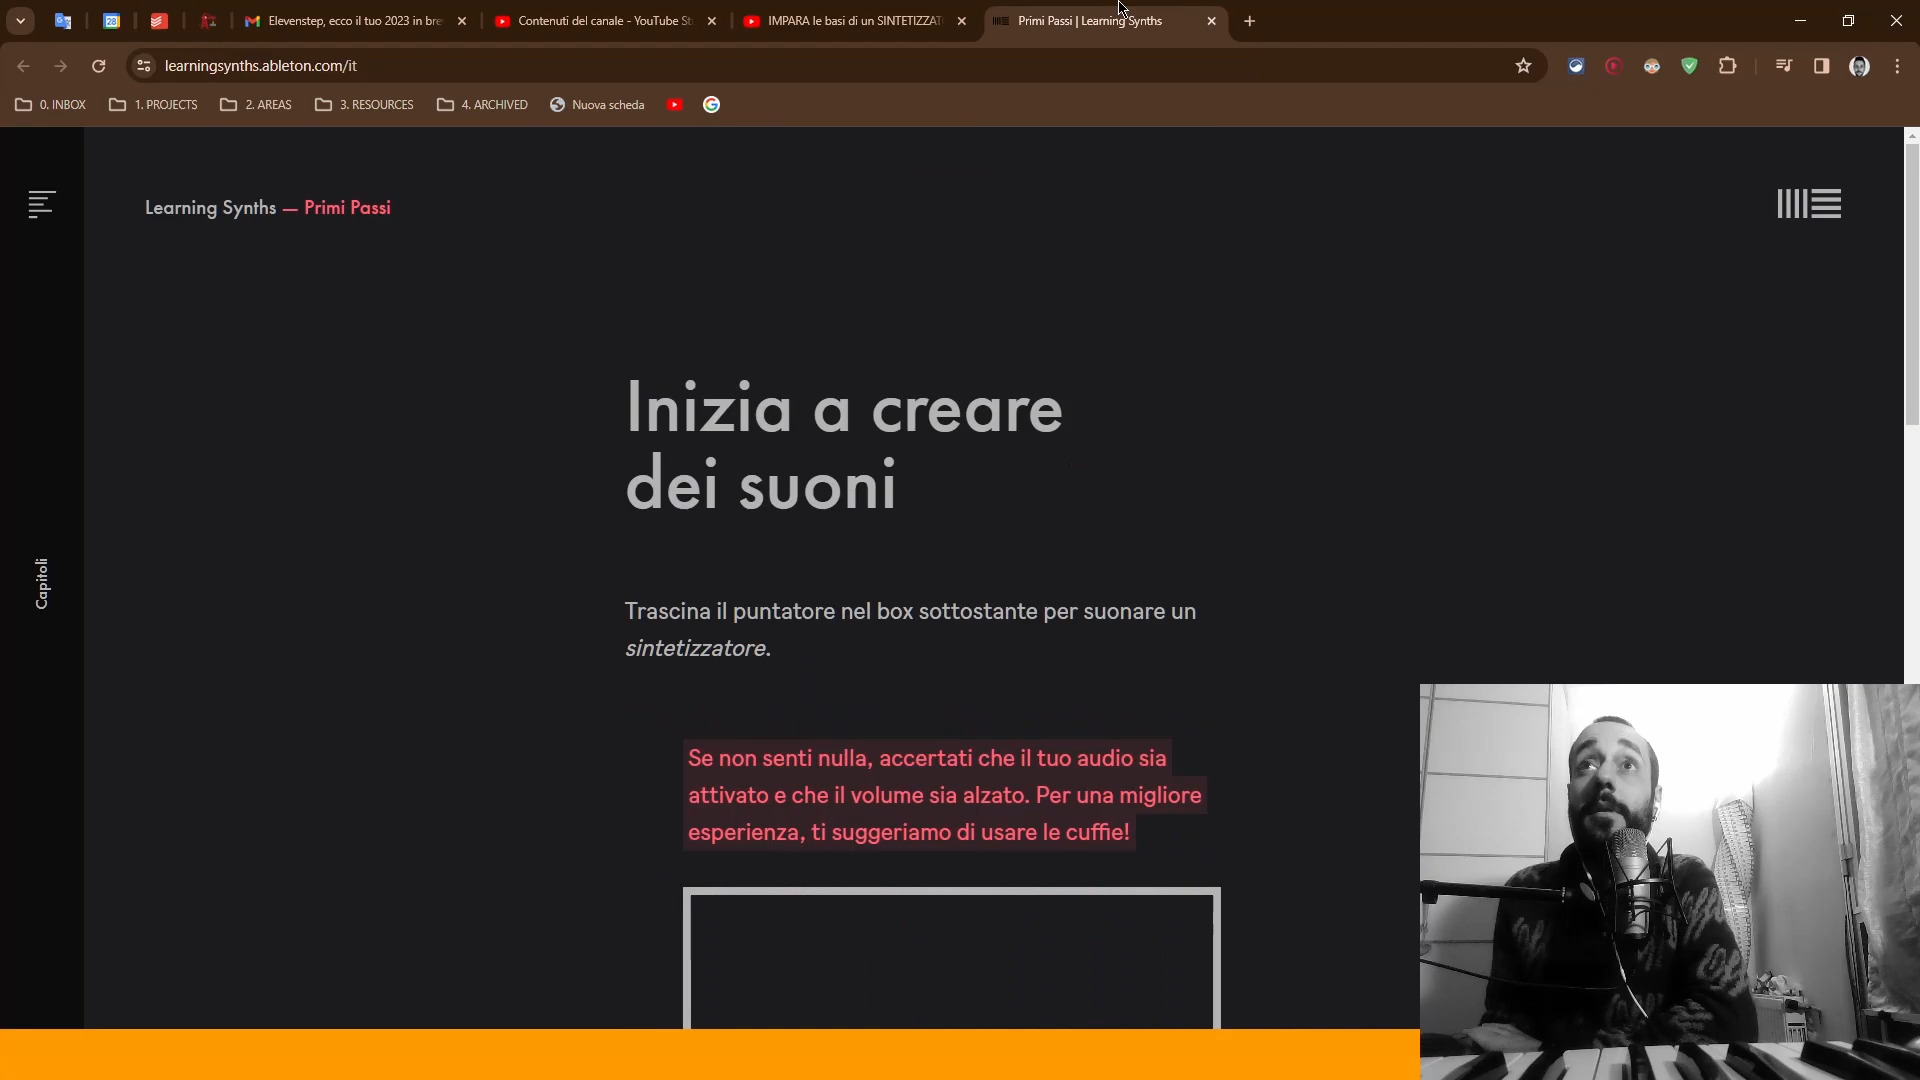 Elevenstep, ecco il tuo 2023 in bre
Contenuti del canale - YouTube St
IMPARA le basi di un SINTETIZZAT
Primi Passi | Learning Synths
learningsynths.ableton.com/it
0. INBOX
1. PROJECTS
2. AREAS
3. RESOURCES
4. ARCHIVED
Nuova scheda
Learning Synths — Primi Passi
Inizia a creare
dei suoni
Capitoli
Trascina il puntatore nel box sottostante per suonare un
sintetizzatore.
Se non senti nulla, accertati che il tuo audio sia
attivato e che il volume sia alzato. Per una migliore
esperienza, ti suggeriamo di usare le cuffie!